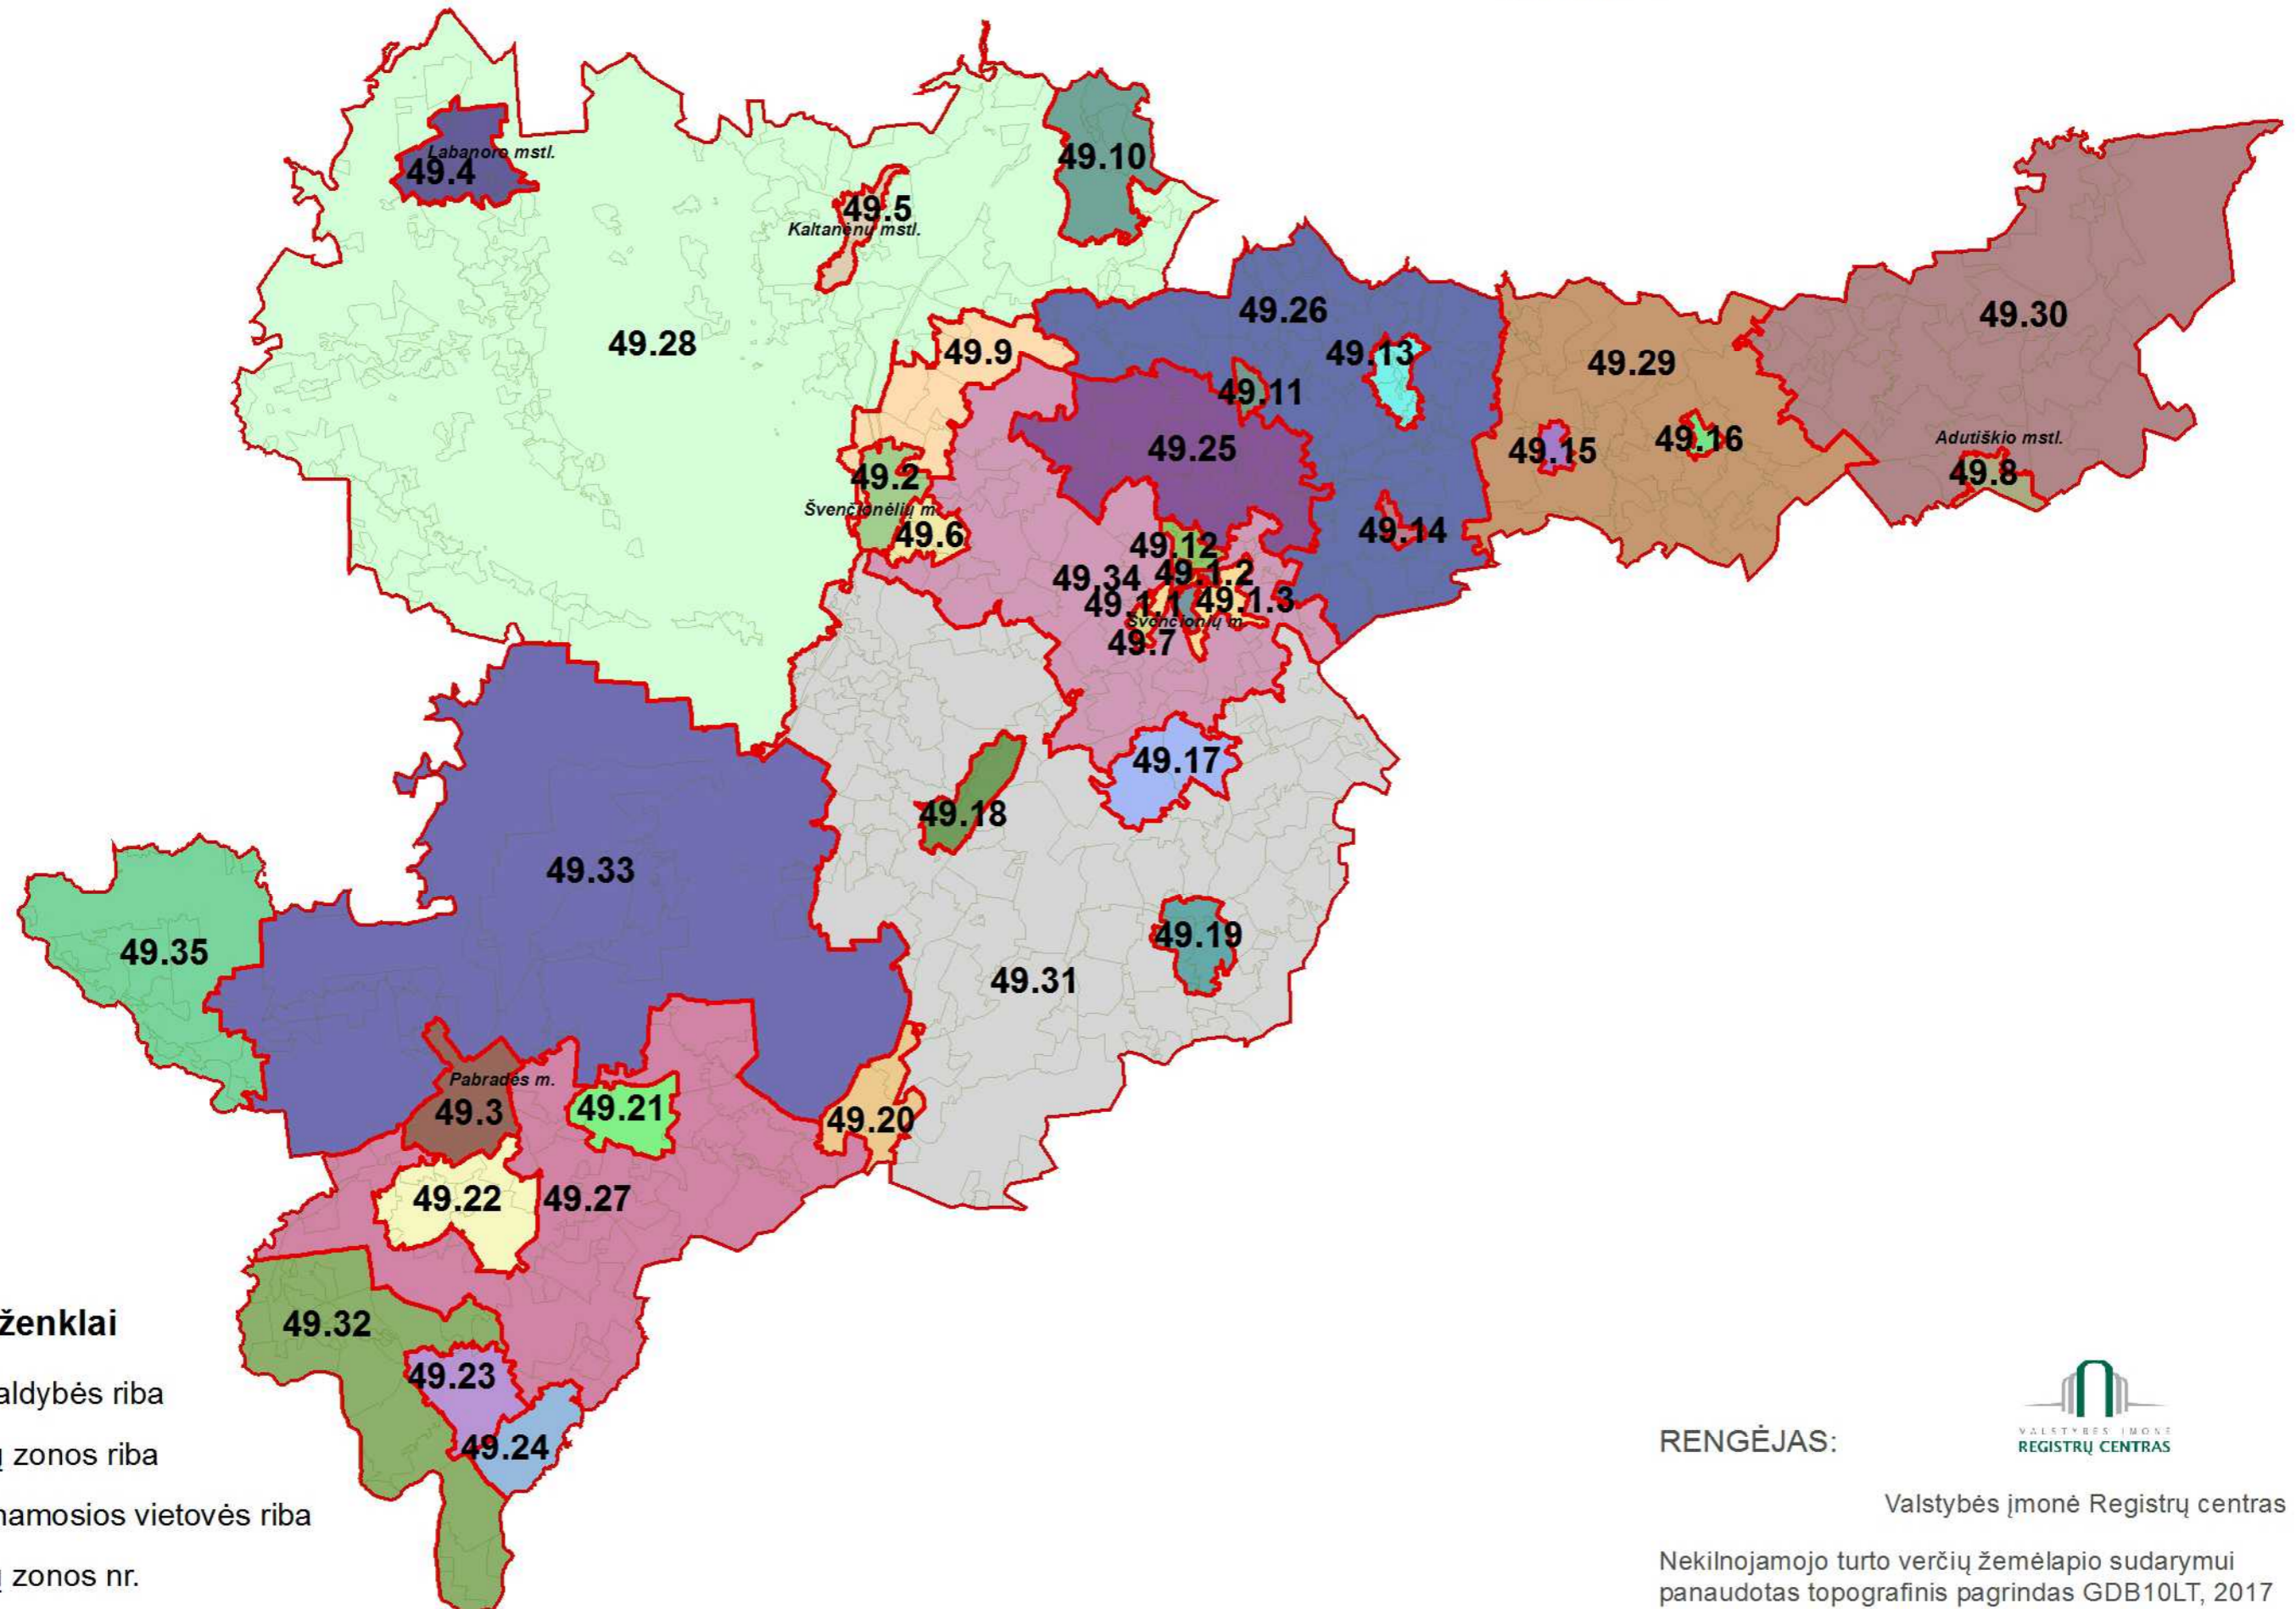 49.10
Labanoro mstl.
49.4
49.5
Kaltanėnų mstl.
49.26
49.30
49.28
49.9
49.13
49.29
49.11
49.25
49.15
49.16
Adutiškio mstl.
49.2
49.8
Švenčionėlių m.
49.6
49.14
49.12
49.34
49.1.2
49.1.1
49.1.3
Švenčionių m.
49.7
49.17
49.18
49.33
49.35
49.19
49.31
Pabradės m.
49.3
49.21
49.20
49.22
49.27
49.32
49.23
49.24
ženklai
aldybės riba
ų zonos riba
namosios vietovės riba
ų zonos nr.
RENGĖJAS:
VALSTYBĖS ĮMONĖ
REGISTRŲ CENTRAS
Valstybės įmonė Registrų centras
Nekilnojamojo turto verčių žemėlapio sudarymui
panaudotas topografinis pagrindas GDB10LT, 2017